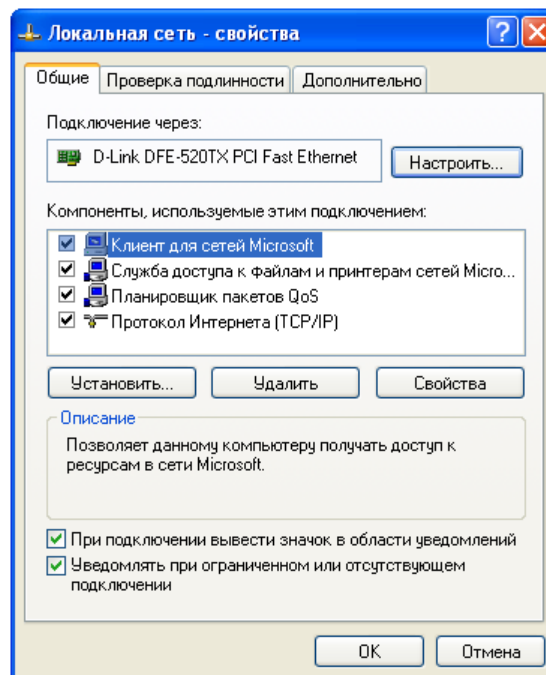 Локальная сеть - свойства
Общие
Проверка подлинности
Дополнительно
Подключение через:
D-Link DFE-520TX PCI Fast Ethernet
Настроить...
Компоненты, используемые этим подключением:
Клиент для сетей Microsoft
Служба доступа к файлам и принтерам сетей Micro...
Планировщик пакетов QoS
Протокол Интернета (TCP/IP)
Установить...
Удалить
Свойства
Описание
Позволяет данному компьютеру получать доступ к
ресурсам в сети Microsoft.
При подключении вывести значок в области уведомлений
Уведомлять при ограниченном или отсутствующем
подключении
OK
Отмена